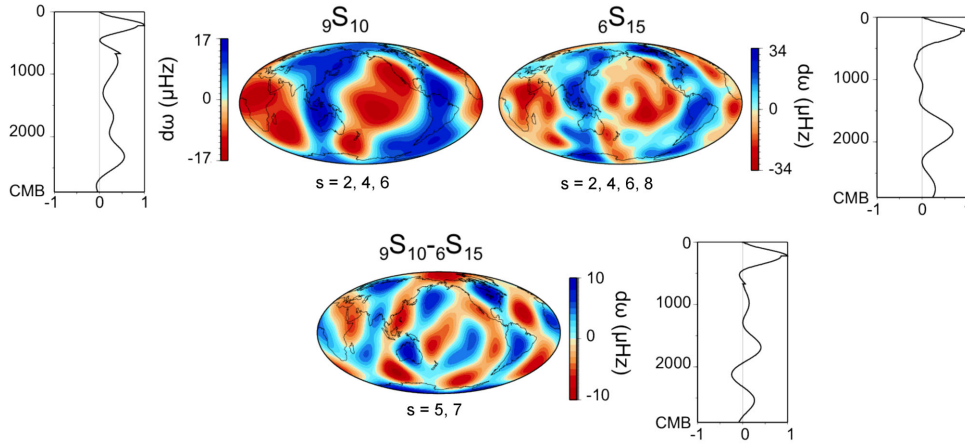 ₉S₁₀
₆S₁₅
0
1000
2000
CMB
-1 0 1
dω (μHz)
17
0
-17
s = 2, 4, 6
s = 2, 4, 6, 8
34
0
-34
dω (μHz)
0
1000
2000
CMB
-1 0 1
₉S₁₀-₆S₁₅
10
0
-10
dω (μHz)
s = 5, 7
0
1000
2000
CMB
-1 0 1